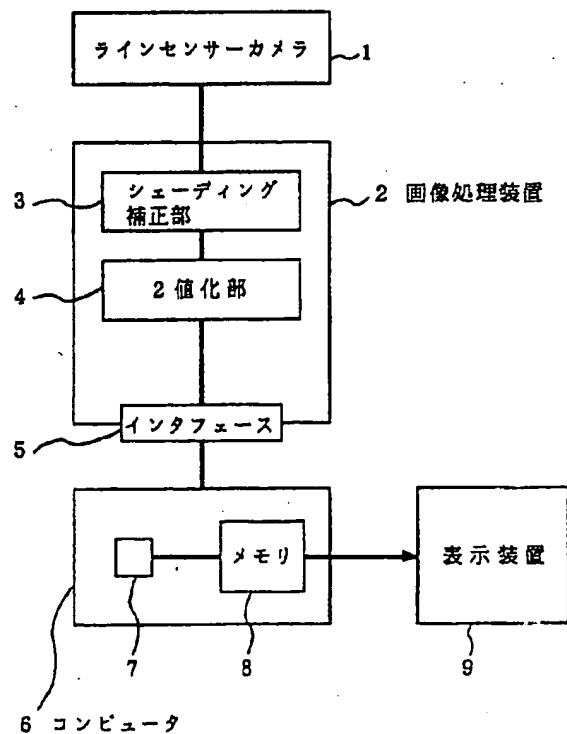 ラインセンサーカメラ
1
シェーディング
補正部
3
2 画像処理装置
2値化部
4
インタフェース
5
メモリ
表示装置
7
8
9
6 コンピュータ